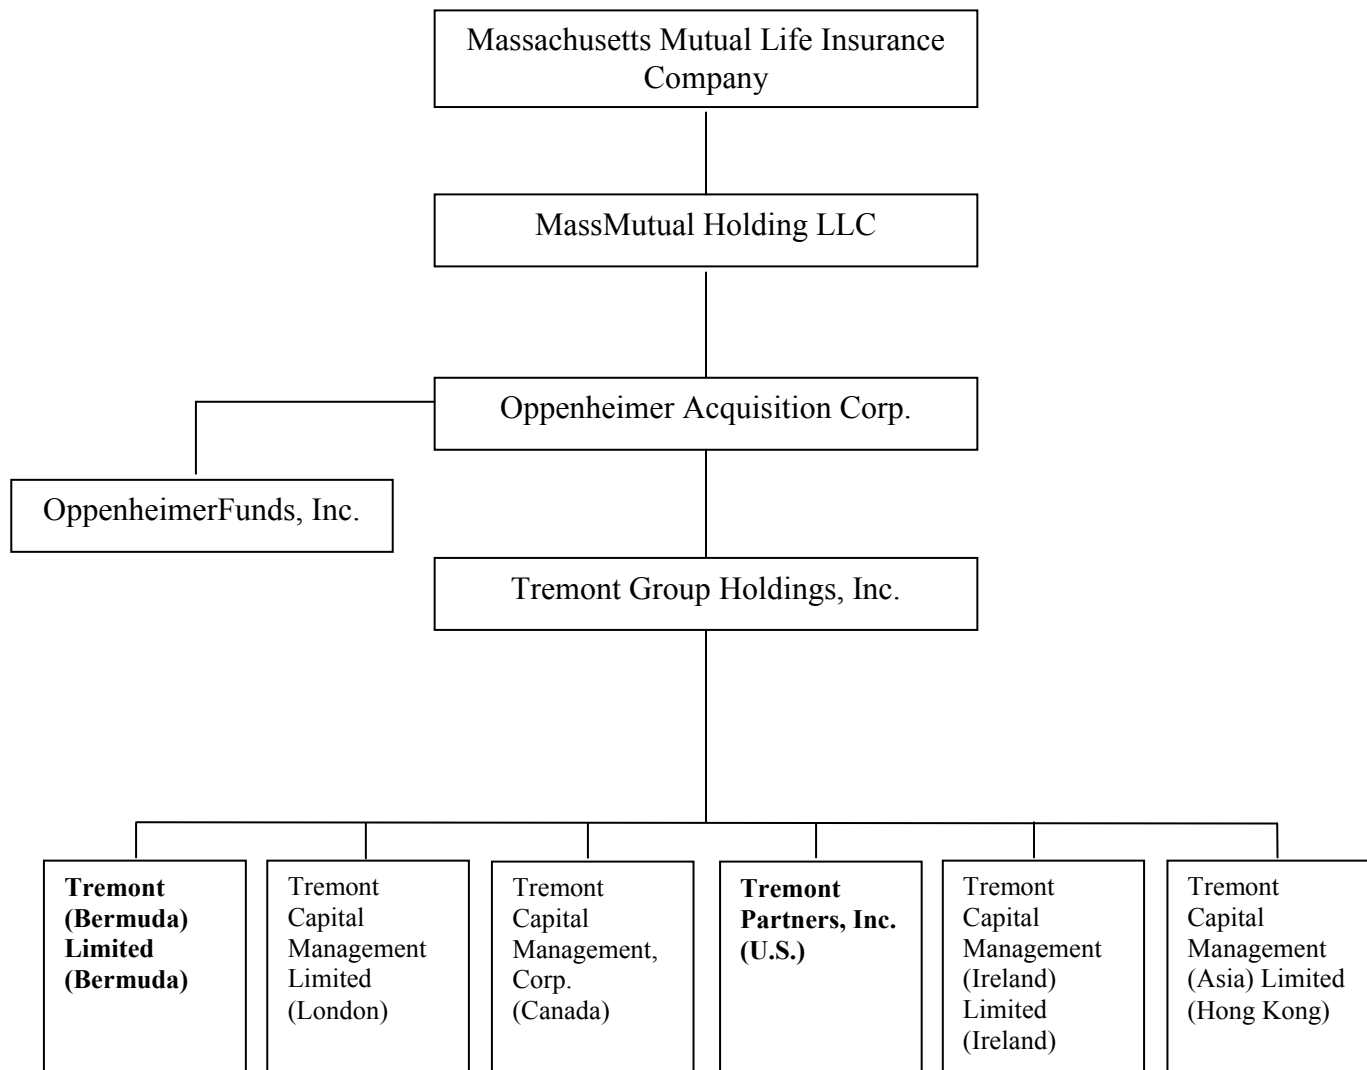 Massachusetts Mutual Life Insurance
Company
MassMutual Holding LLC
Oppenheimer Acquisition Corp.
OppenheimerFunds, Inc.
Tremont Group Holdings, Inc.
Tremont
(Bermuda)
Limited
(Bermuda)
Tremont
Capital
Management
Limited
(London)
Tremont
Capital
Management,
Corp.
(Canada)
Tremont
Partners, Inc.
(U.S.)
Tremont
Capital
Management
(Ireland)
Limited
(Ireland)
Tremont
Capital
Management
(Asia) Limited
(Hong Kong)